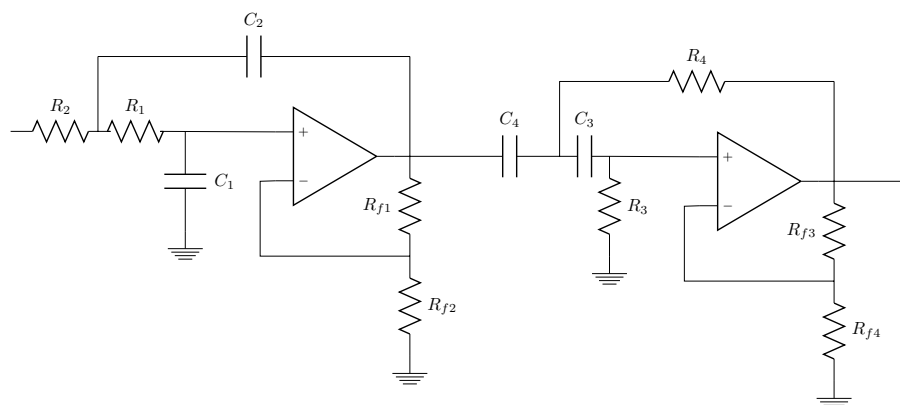 C2
R4
R2
R1
C4
C3
+
+
C1
−
Rf1
R3
−
Rf3
Rf2
Rf4